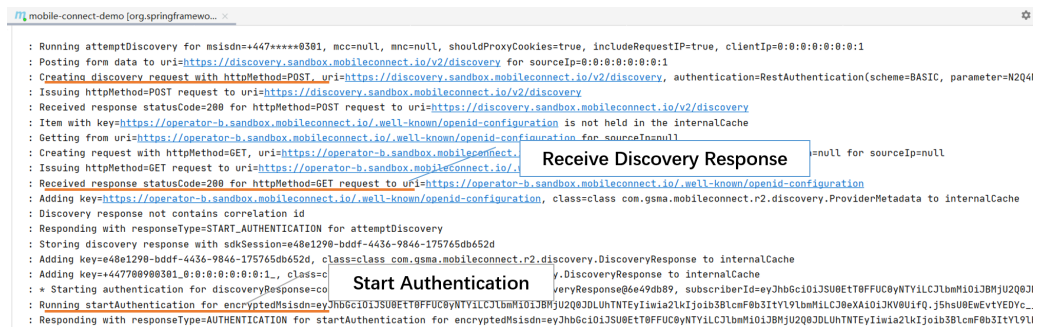 mobile-connect-demo [org.springframewo... ×
: Running attemptDiscovery for msisdn=+447*****0301, mcc=null, mnc=null, shouldProxyCookies=true, includeRequestIP=true, clientIp=0:0:0:0:0:0:0:1
: Posting form data to uri=https://discovery.sandbox.mobileconnect.io/v2/discovery for sourceIp=0:0:0:0:0:0:0:1
: Creating discovery request with httpMethod=POST, uri=https://discovery.sandbox.mobileconnect.io/v2/discovery, authentication=RestAuthentication(scheme=BASIC, parameter=N2Q4
: Issuing httpMethod=POST request to uri=https://discovery.sandbox.mobileconnect.io/v2/discovery
: Received response statusCode=200 for httpMethod=POST request to uri=https://discovery.sandbox.mobileconnect.io/v2/discovery
: Item with key=https://operator-b.sandbox.mobileconnect.io/.well-known/openid-configuration is not held in the internalCache
: Getting from uri=https://operator-b.sandbox.mobileconnect.io/.well-known/openid-configuration for sourceIp=null
: Creating request with httpMethod=GET, uri=https://operator-b.sandbox.mobileconnect. =null for sourceIp=null
Receive Discovery Response
: Issuing httpMethod=GET request to uri=https://operator-b.sandbox.mobileconnect.io/.
: Received response statusCode=200 for httpMethod=GET request to uri=https://operator-b.sandbox.mobileconnect.io/.well-known/openid-configuration
: Adding key=https://operator-b.sandbox.mobileconnect.io/.well-known/openid-configuration, class=class com.gsma.mobileconnect.r2.discovery.ProviderMetadata to internalCache
: Discovery response not contains correlation id
: Responding with responseType=START_AUTHENTICATION for attemptDiscovery
: Storing discovery response with sdkSession=e48e1290-bddf-4436-9846-175765db652d
: Adding key=e48e1290-bddf-4436-9846-175765db652d, class=class com.gsma.mobileconnect.r2.discovery.DiscoveryResponse to internalCache
: Adding key=+447700900301_0:0:0:0:0:0:0:1_, class=c y.DiscoveryResponse to internalCache
Start Authentication
: * Starting authentication for discoveryResponse=co veryResponse@6e49db89, subscriberId=
: Running startAuthentication for encryptedMsisdn=
: Responding with responseType=AUTHENTICATION for startAuthentication for encryptedMsisdn=